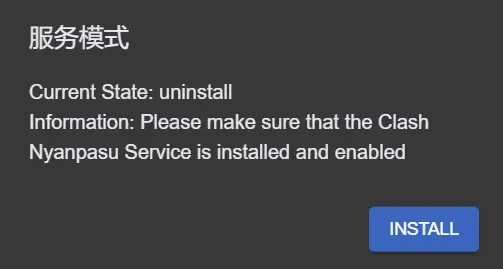 服务模式
Current State: uninstall
Information: Please make sure that the Clash
Nyanpasu Service is installed and enabled
INSTALL